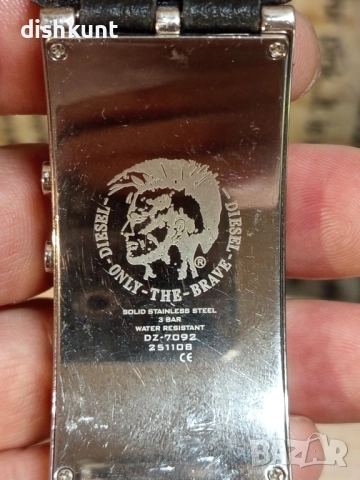 dishkunt
DIESEL
DIESEL
ONLY-THE-BRAVE
®
SOLID STAINLESS STEEL
3 BAR
WATER RESISTANT
DZ-7092
251108
CE
BAZAR